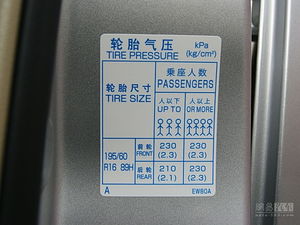 轮胎气压 kPa
TIRE PRESSURE (kg/cm²)
轮胎尺寸
TIRE SIZE
乘座人数
PASSENGERS
人以下 人以上
UP TO OR MORE
195/60
R16 89H
前轮 230 230
FRONT (2.3) (2.3)
后轮 210 230
REAR (2.1) (2.3)
A EW80A